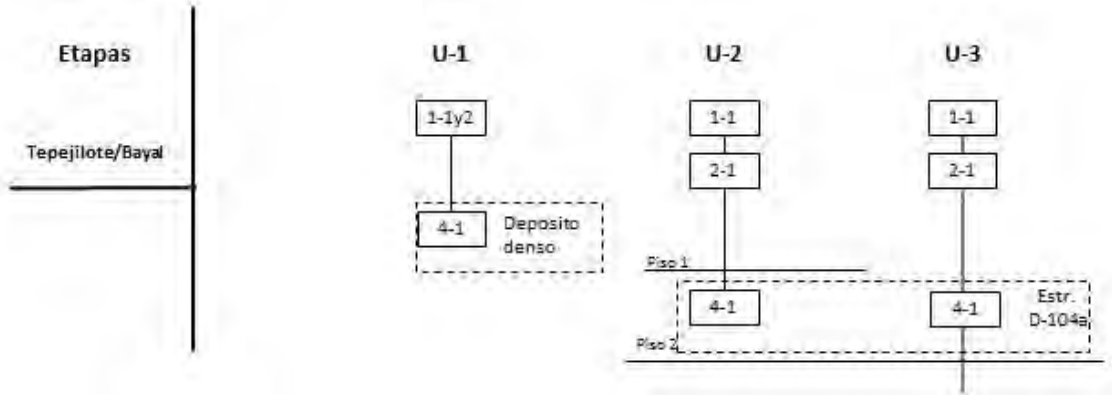 Etapas U-1 U-2 U-3
1-1y2 1-1 1-1
Tepejilote/Bayal
2-1 2-1
4-1 Deposito
denso
Piso 1
4-1 4-1 Estr.
D-104a
Piso 2